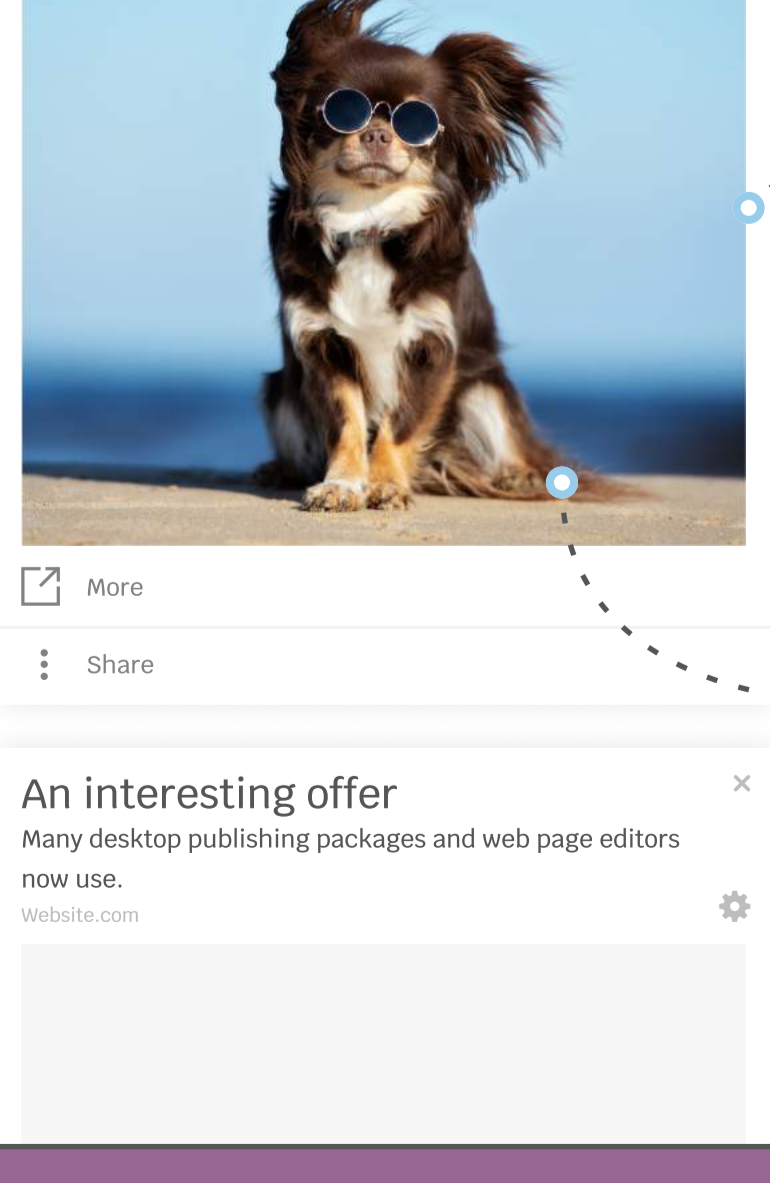 More
Share
An interesting offer
Many desktop publishing packages and web page editors
now use.
Website.com